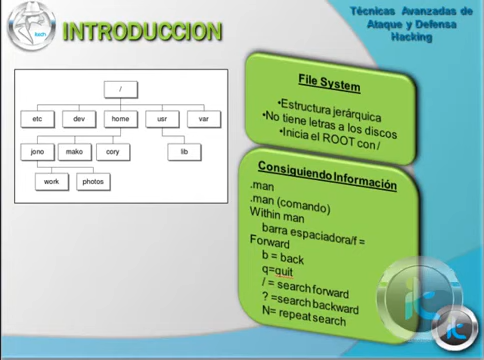 itech
INTRODUCCION
Técnicas Avanzadas de
Ataque y Defensa
Hacking
/
etc dev home usr var
jono mako cory lib
work photos
File System
•Estructura jerárquica
•No tiene letras a los discos
•Inicia el ROOT con /
Consiguiendo Información
.man
.man (comando)
Within man
barra espaciadora/f =
Forward
b = back
q=quit
/ = search forward
? =search backward
N= repeat search